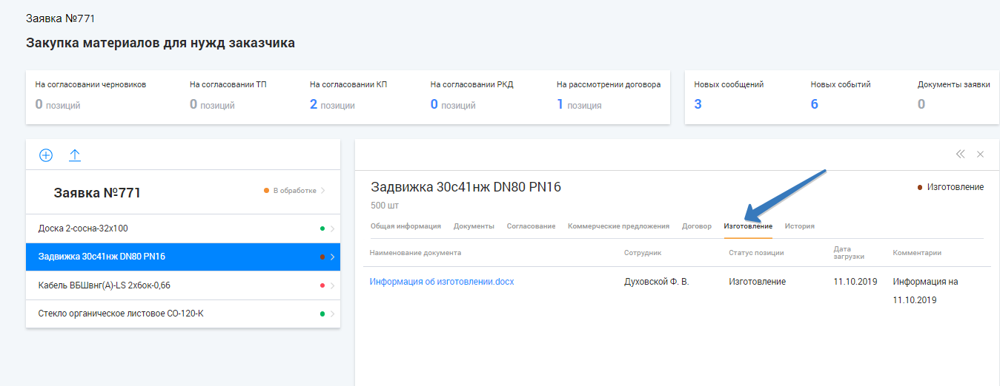 Заявка №771
Закупка материалов для нужд заказчика
На согласовании черновиков
0 позиций
На согласовании ТП
0 позиций
На согласовании КП
2 позиции
На согласовании РКД
0 позиций
На рассмотрении договора
1 позиция
Новых сообщений
3
Новых событий
6
Документы заявки
0
Заявка №771
В обработке
Доска 2-сосна-32х100
Задвижка 30с41нж DN80 PN16
Кабель ВБШвнг(А)-LS 2хбок-0,66
Стекло органическое листовое СО-120-К
Задвижка 30с41нж DN80 PN16
Изготовление
500 шт
Общая информация Документы Согласование Коммерческие предложения Договор Изготовление История
Наименование документа Сотрудник Статус позиции Дата загрузки Комментарии
Информация об изготовлении.docx Духовской Ф. В. Изготовление 11.10.2019 Информация на
11.10.2019